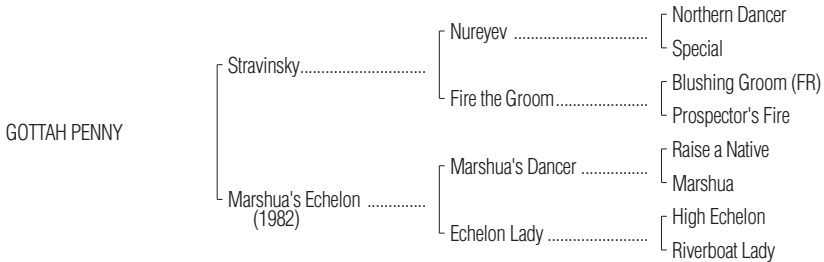 Northern Dancer
Nureyev ................................
Special
Stravinsky..............................
Blushing Groom (FR)
Fire the Groom......................
Prospector's Fire
GOTTAH PENNY
Raise a Native
Marshua's Dancer ................
Marshua
Marshua's Echelon ..............
(1982)
High Echelon
Echelon Lady ........................
Riverboat Lady